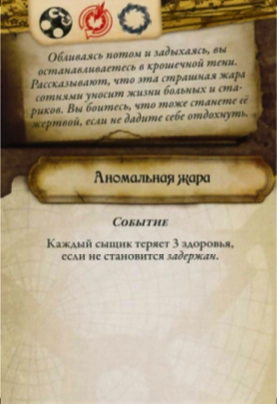 Обливаясь потом и задыхаясь, вы
останавливаетесь в крошечной тени.
Рассказывают, что эта страшная жара
сотнями уносит жизни больных и ста-
риков. Вы боитесь, что тоже станете её
жертвой, если не дадите себе отдохнуть.
Аномальная жара
Событие
Каждый сыщик теряет 3 здоровья,
если не становится задержан.